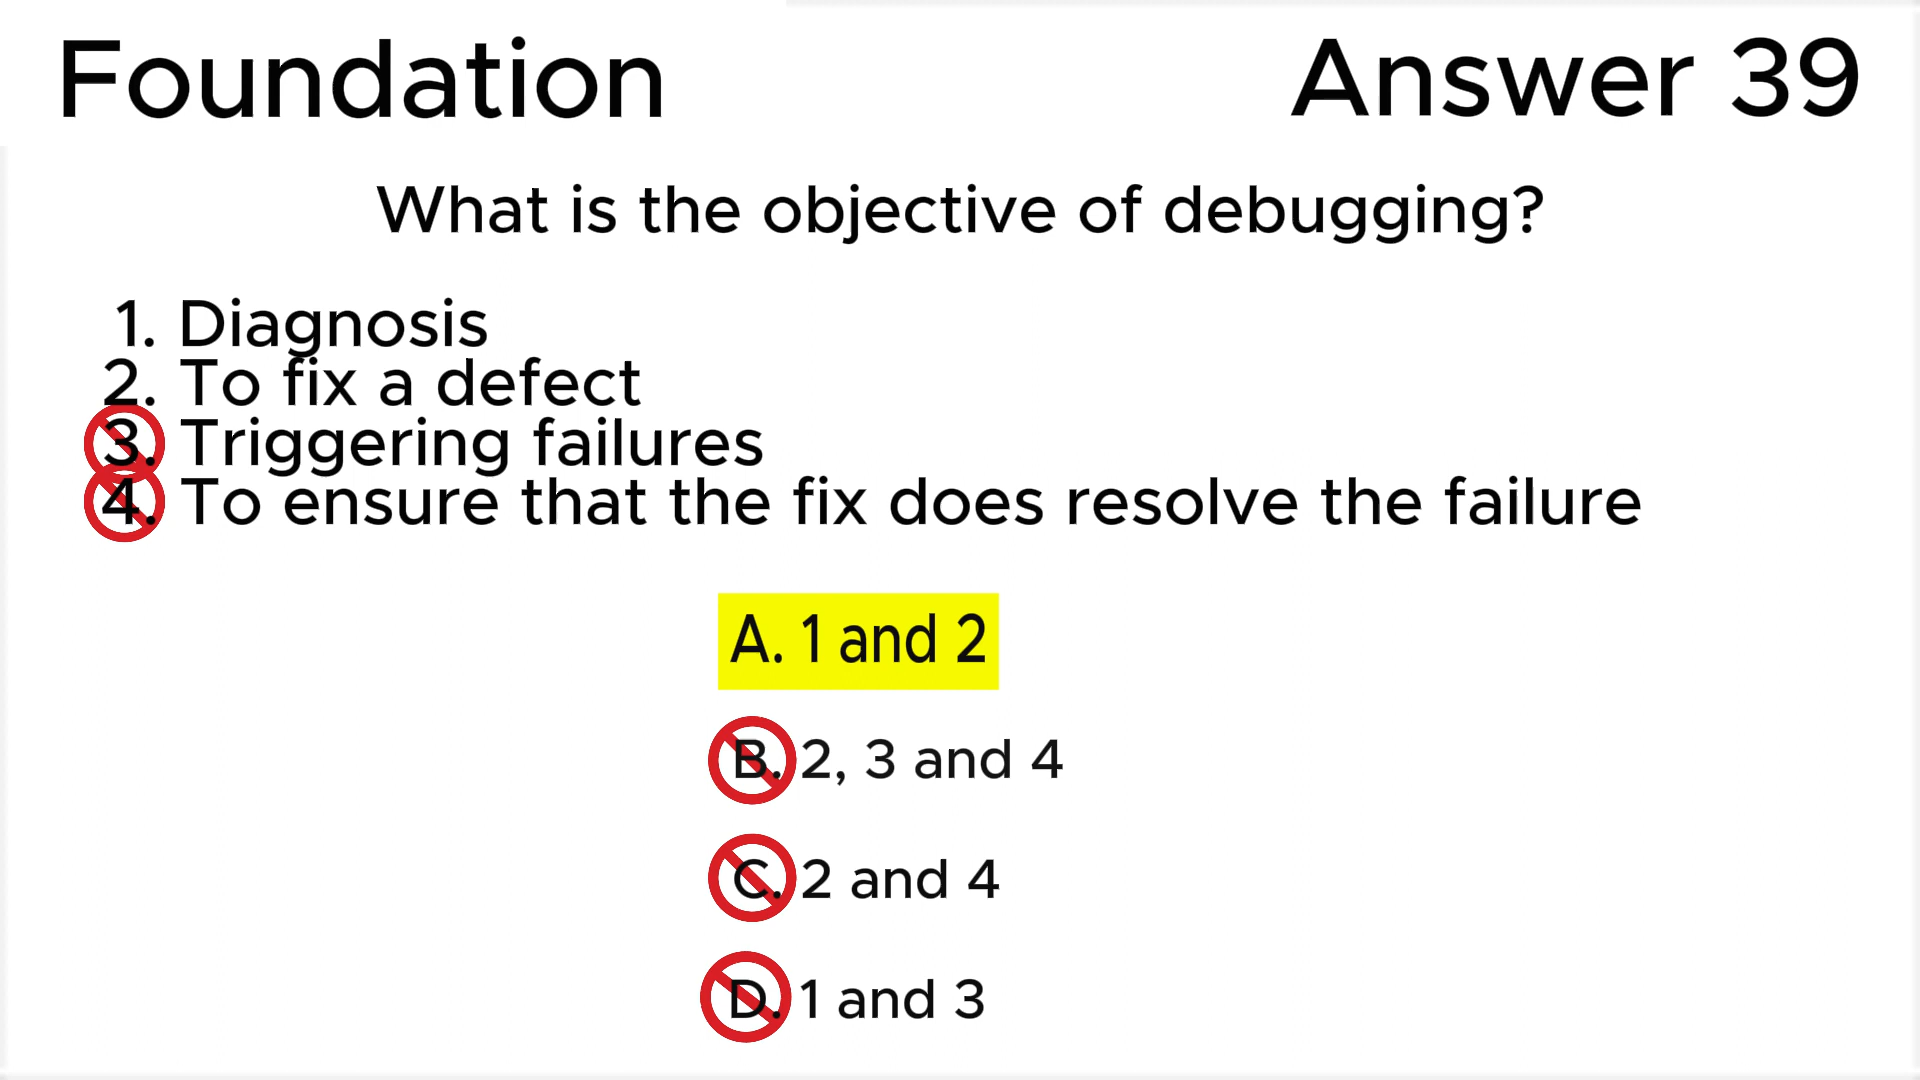 Foundation
Answer 39
What is the objective of debugging?
1. Diagnosis
2. To fix a defect
3. Triggering failures
4. To ensure that the fix does resolve the failure
A. 1 and 2
B. 2, 3 and 4
C. 2 and 4
D. 1 and 3